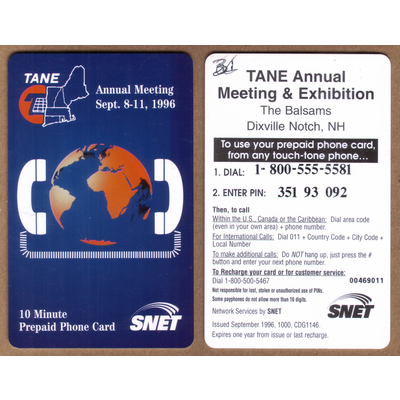 TANE
Annual Meeting
Sept. 8-11, 1996
10 Minute
Prepaid Phone Card
SNET
TANE Annual
Meeting & Exhibition
The Balsams
Dixville Notch, NH
To use your prepaid phone card,
from any touch-tone phone...
1. DIAL: 1-800-555-5581
2. ENTER PIN: 351 93 092
Then, to call
Within the U.S., Canada or the Caribbean: Dial area code
(even in your own area) + phone number.
For International Calls: Dial 011 + Country Code + City Code +
Local Number
To make additional calls: Do NOT hang up, just press the #
button and enter your next phone number.
To Recharge your card or for customer service:
Dial 1-800-500-5467
00469011
Not responsible for lost, stolen or unauthorized use of PINs.
Some payphones do not allow more than 16 digits.
Network Services by SNET
SNET
Issued September 1996, 1000, CDG1146.
Expires one year from issue or last recharge.